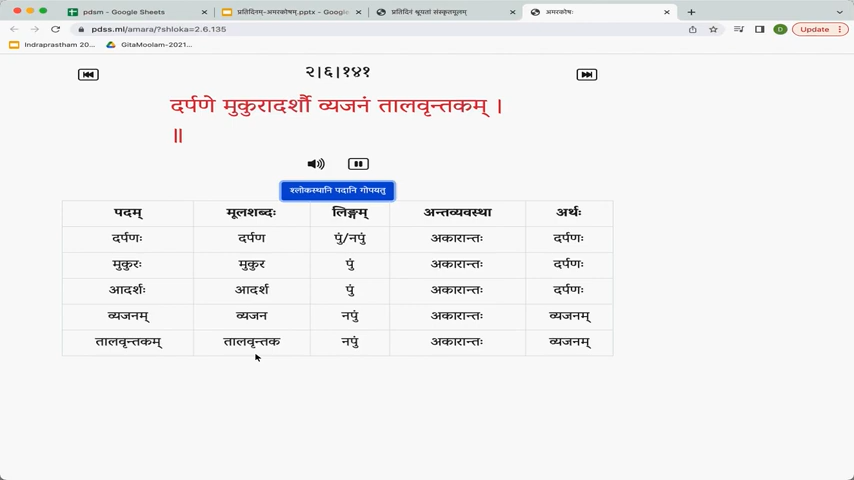 pdsm - Google Sheets
प्रतिदिनम्-अमरकोषम्.pptx - Google
प्रतिदिनं श्रूयतां संस्कृतमूलम्
अमरकोषः
pdss.ml/amara/?shloka=2.6.135
D
Update
Indraprastham 20...
GitaMoolam-2021...
२|६|१४१
दर्पणे मुकुरादर्शौ व्यजनं तालवृन्तकम् ।
॥
श्लोकस्थानि पदानि गोपयतु
पदम् मूलशब्दः लिङ्गम् अन्तव्यवस्था अर्थः
दर्पणः दर्पण पुं/नपुं अकारान्तः दर्पणः
मुकुरः मुकुर पुं अकारान्तः दर्पणः
आदर्शः आदर्श पुं अकारान्तः दर्पणः
व्यजनम् व्यजन नपुं अकारान्तः व्यजनम्
तालवृन्तकम् तालवृन्तक नपुं अकारान्तः व्यजनम्